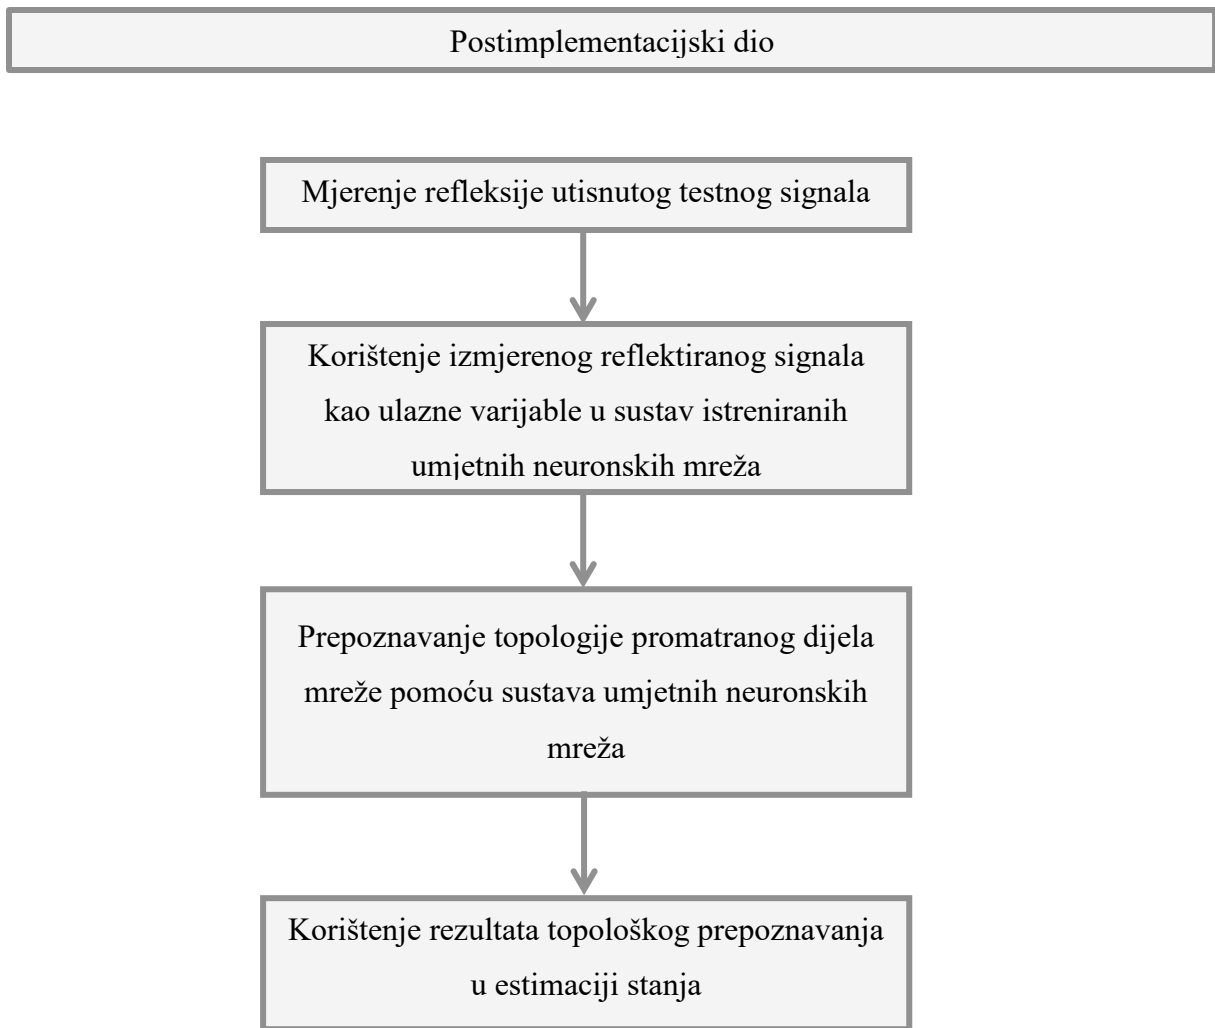 Postimplementacijski dio
Mjerenje refleksije utisnutog testnog signala
Korištenje izmjerenog reflektiranog signala
kao ulazne varijable u sustav istreniranih
umjetnih neuronskih mreža
Prepoznavanje topologije promatranog dijela
mreže pomoću sustava umjetnih neuronskih
mreža
Korištenje rezultata topološkog prepoznavanja
u estimaciji stanja